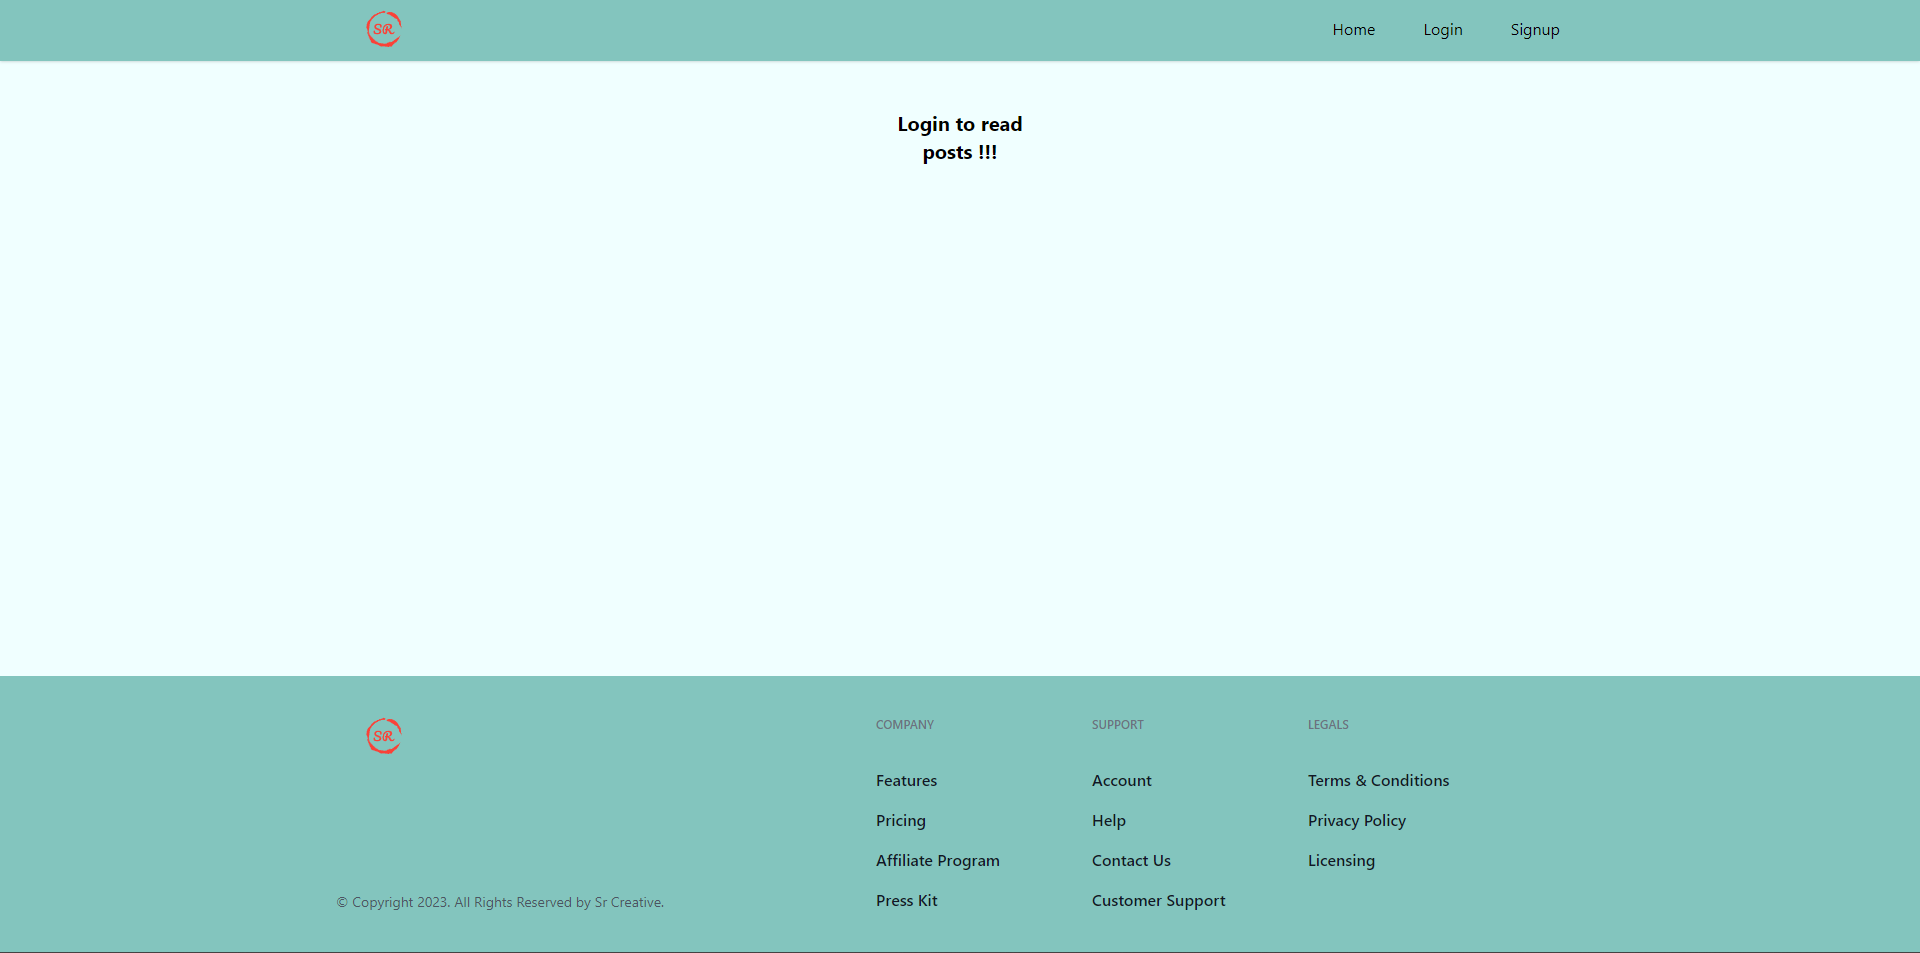 SR
Home Login Signup
Login to read
posts !!!
SR
COMPANY
Features
Pricing
Affiliate Program
Press Kit
SUPPORT
Account
Help
Contact Us
Customer Support
LEGALS
Terms & Conditions
Privacy Policy
Licensing
© Copyright 2023. All Rights Reserved by Sr Creative.